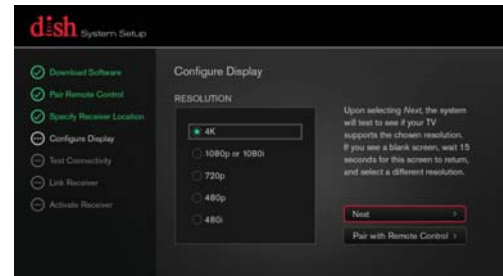 dish System Setup
Download Software
Pair Remote Control
Specify Receiver Location
Configure Display
Test Connectivity
Link Receiver
Activate Receiver
Configure Display
RESOLUTION
4K
1080p or 1080i
720p
480p
480i
Upon selecting Next, the system
will test to see if your TV
supports the chosen resolution.
If you see a blank screen, wait 15
seconds for this screen to return,
and select a different resolution.
Next
Pair with Remote Control